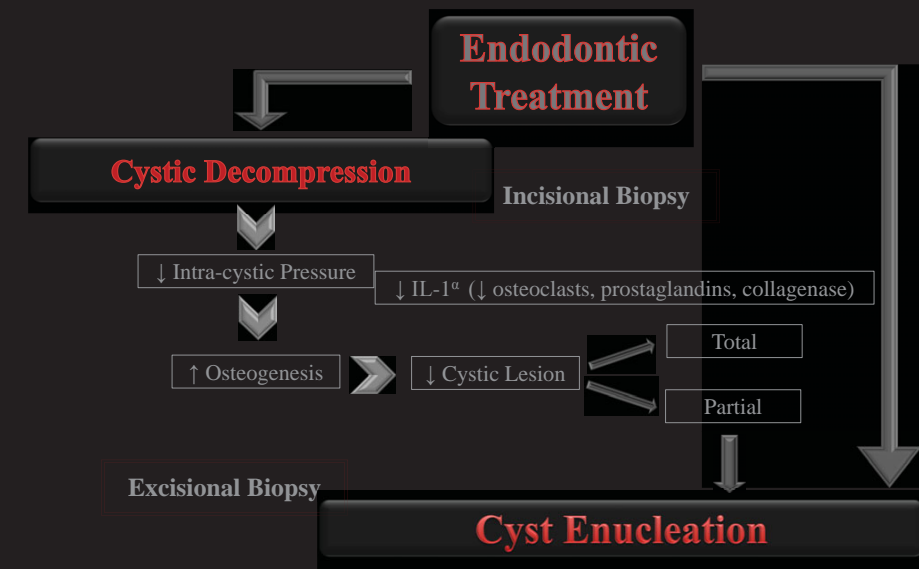 Endodontic
Treatment
Cystic Decompression
Incisional Biopsy
↓ Intra-cystic Pressure
↓ IL-1α (↓ osteoclasts, prostaglandins, collagenase)
↑ Osteogenesis
↓ Cystic Lesion
Total
Partial
Excisional Biopsy
Cyst Enucleation